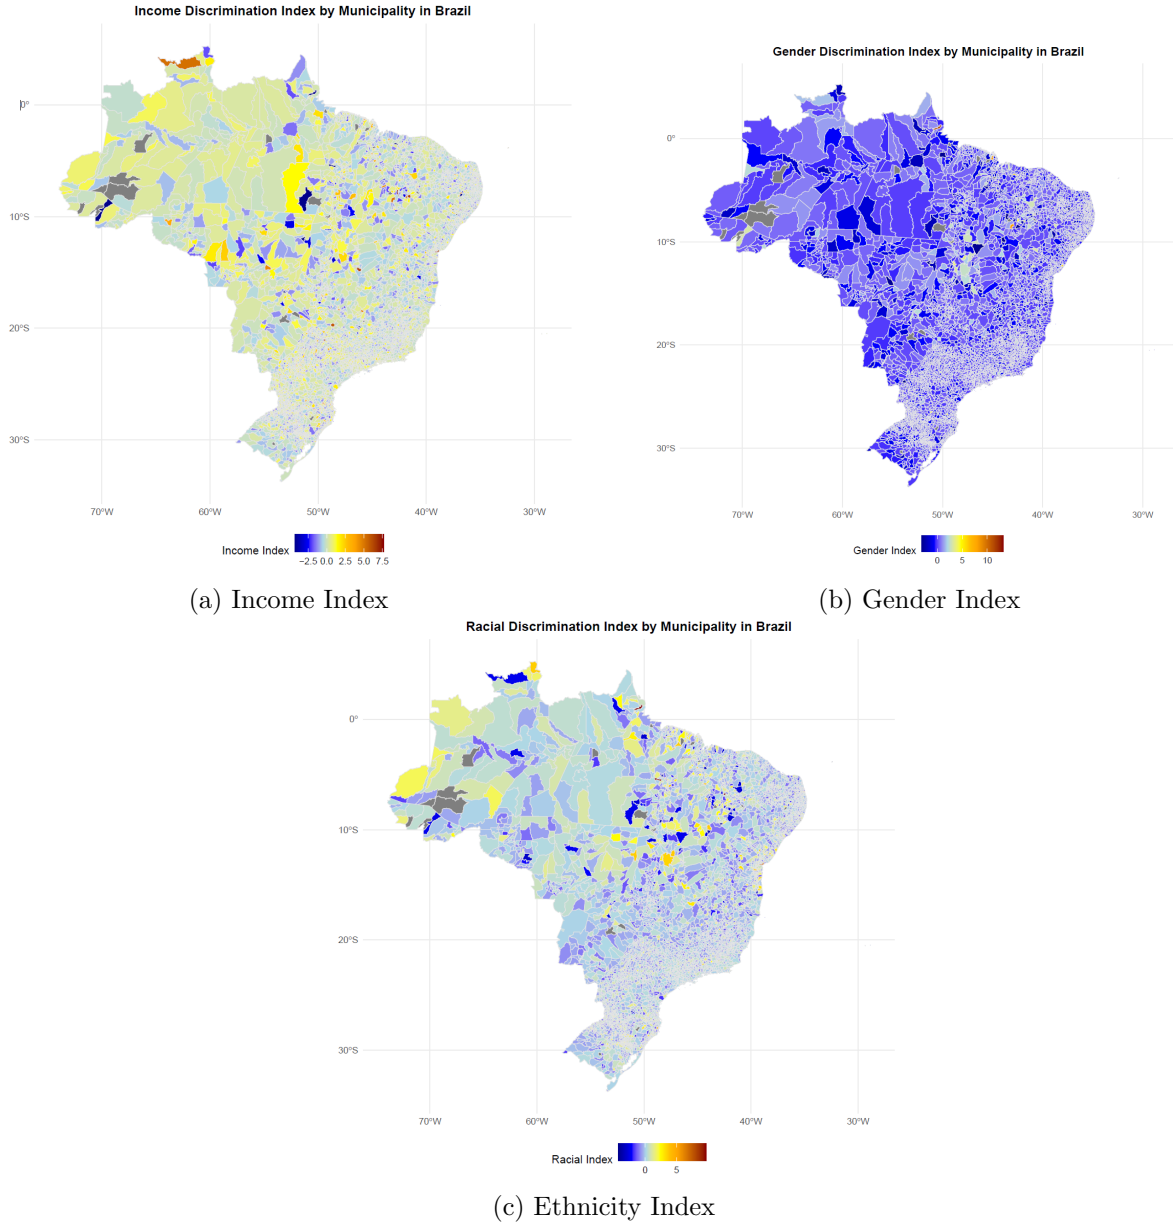 Income Discrimination Index by Municipality in Brazil
0°
10°S
20°S
30°S
70°W 60°W 50°W 40°W 30°W
Income Index
−2.5 0.0 2.5 5.0 7.5
(a) Income Index
Gender Discrimination Index by Municipality in Brazil
0°
10°S
20°S
30°S
70°W 60°W 50°W 40°W 30°W
Gender Index
0 5 10
(b) Gender Index
Racial Discrimination Index by Municipality in Brazil
0°
10°S
20°S
30°S
70°W 60°W 50°W 40°W 30°W
Racial Index
0 5
(c) Ethnicity Index